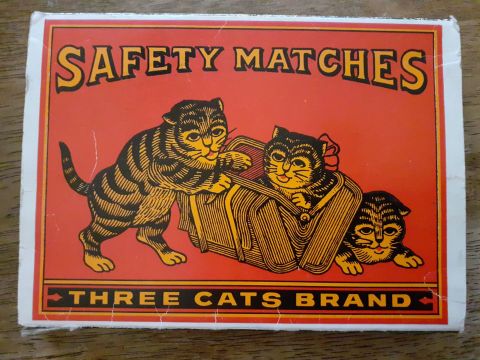 SAFETY MATCHES
THREE CATS BRAND